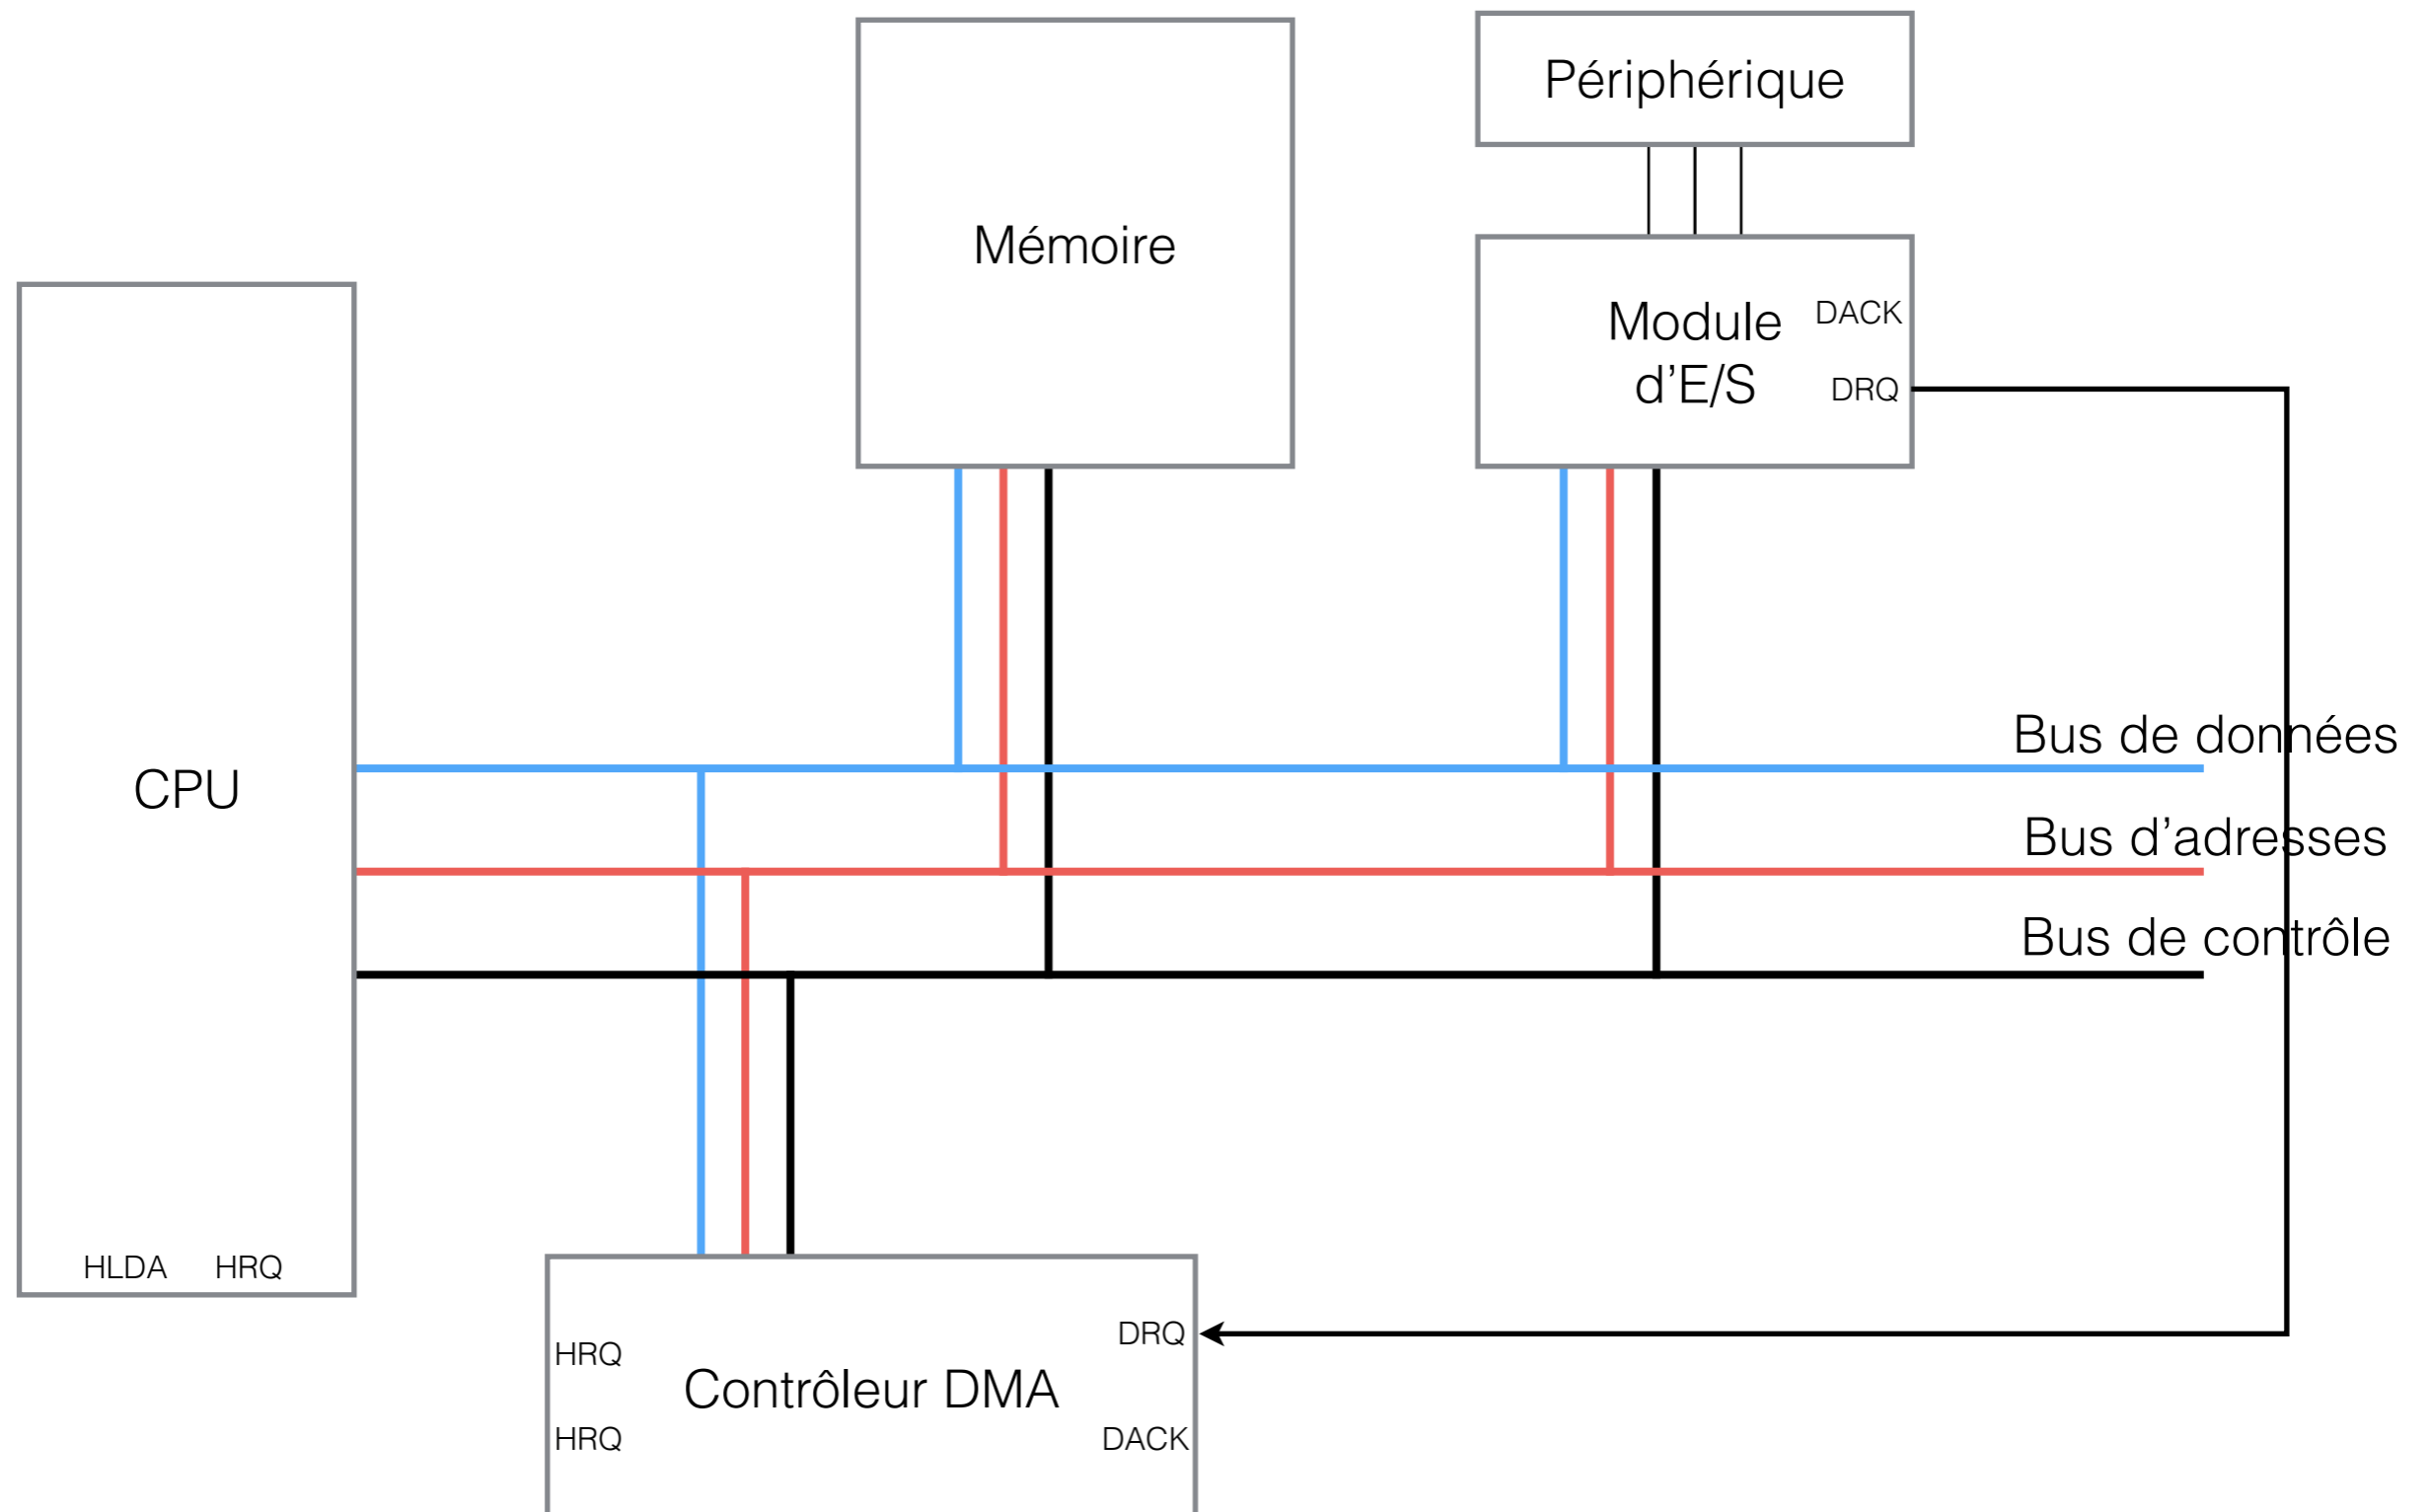 Périphérique
Mémoire
Module
d’E/S
DACK
DRQ
Bus de données
CPU
Bus d’adresses
Bus de contrôle
HLDA
HRQ
HRQ
DRQ
Contrôleur DMA
HRQ
DACK